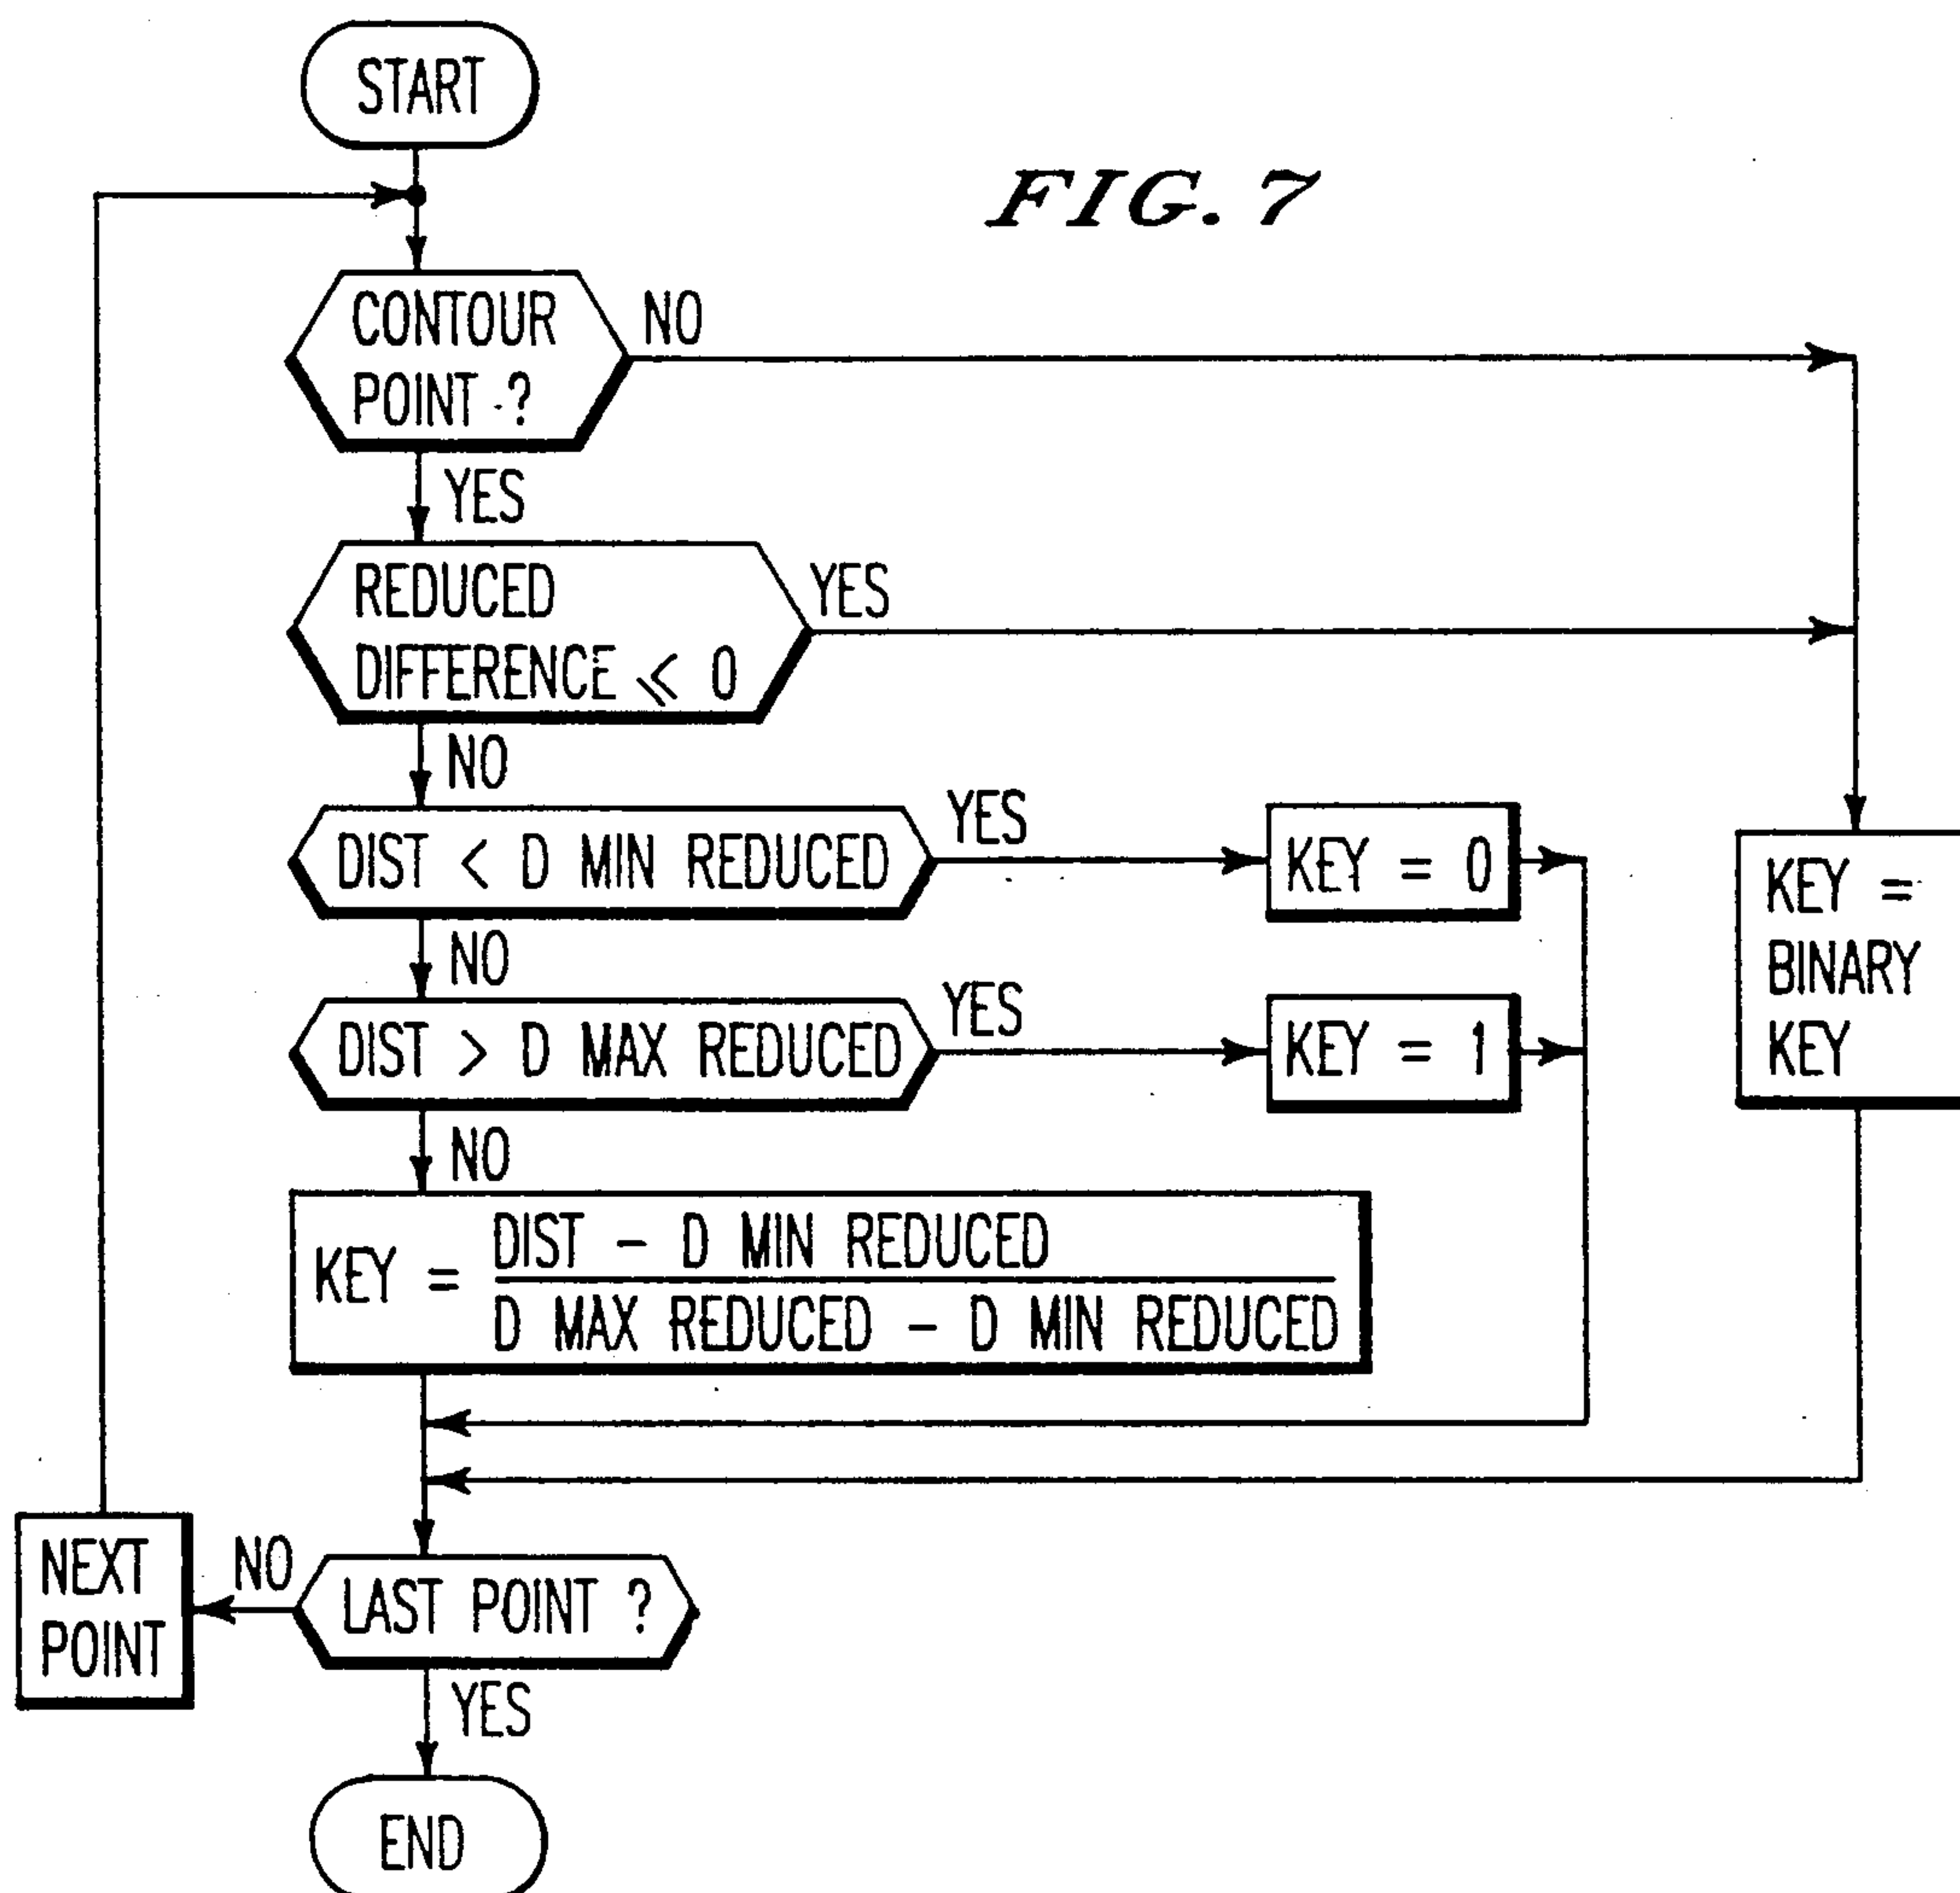 START
FIG. 7
CONTOUR
POINT ?
NO
YES
REDUCED
DIFFERENCE ⩽ 0
YES
NO
DIST < D MIN REDUCED
YES
KEY = 0
KEY =
BINARY
KEY
NO
DIST > D MAX REDUCED
YES
KEY = 1
NO
KEY =
DIST - D MIN REDUCED
D MAX REDUCED - D MIN REDUCED
NEXT
POINT
NO
LAST POINT ?
YES
END